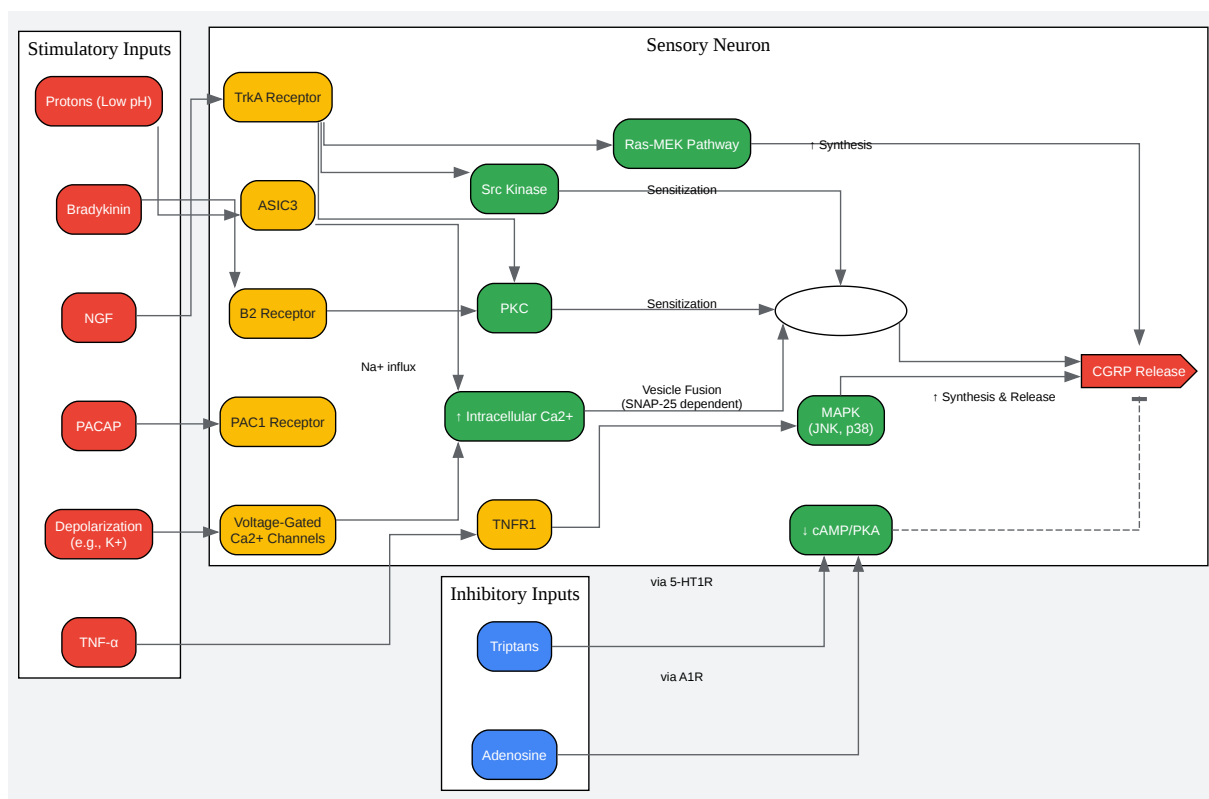 Stimulatory Inputs
Protons (Low pH)
Bradykinin
NGF
PACAP
Depolarization
(e.g., K+)
TNF-α
Sensory Neuron
TrkA Receptor
ASIC3
B2 Receptor
PAC1 Receptor
Voltage-Gated
Ca2+ Channels
Ras-MEK Pathway
Src Kinase
PKC
Na+ influx
↑ Intracellular Ca2+
TNFR1
↑ Synthesis
Sensitization
Sensitization
Vesicle Fusion
(SNAP-25 dependent)
MAPK
(JNK, p38)
↑ Synthesis & Release
CGRP Release
↓ cAMP/PKA
Inhibitory Inputs
Triptans
Adenosine
via 5-HT1R
via A1R